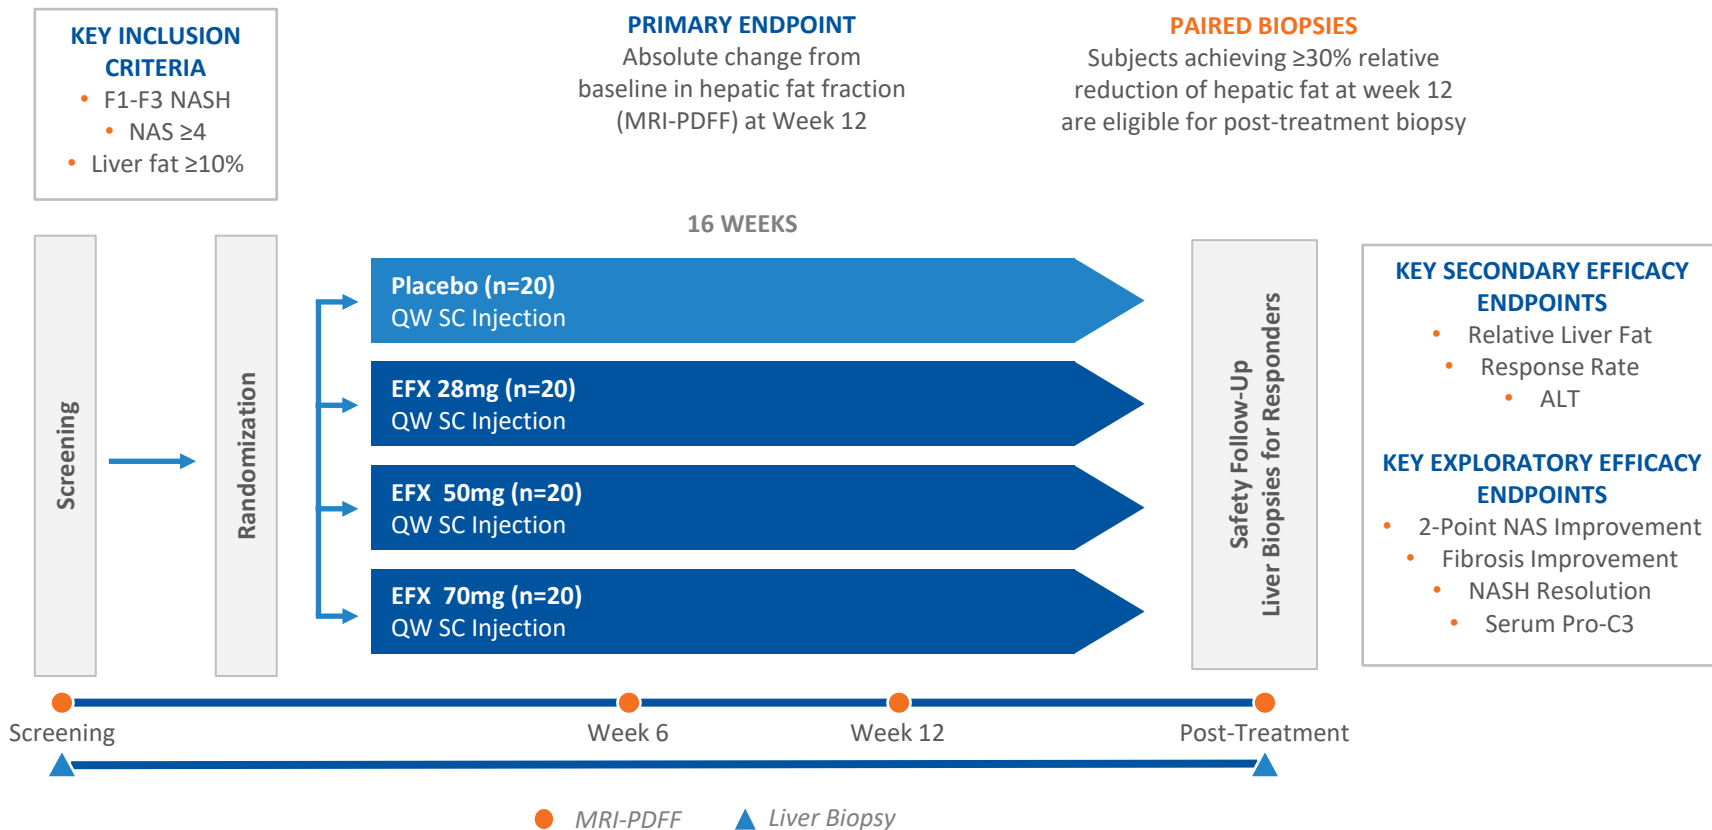 KEY INCLUSION
CRITERIA
• F1-F3 NASH
• NAS ≥4
• Liver fat ≥10%
PRIMARY ENDPOINT
Absolute change from
baseline in hepatic fat fraction
(MRI-PDFF) at Week 12
PAIRED BIOPSIES
Subjects achieving ≥30% relative
reduction of hepatic fat at week 12
are eligible for post-treatment biopsy
16 WEEKS
Screening
Randomization
Placebo (n=20)
QW SC Injection
EFX 28mg (n=20)
QW SC Injection
EFX 50mg (n=20)
QW SC Injection
EFX 70mg (n=20)
QW SC Injection
Safety Follow-Up
Liver Biopsies for Responders
KEY SECONDARY EFFICACY
ENDPOINTS
• Relative Liver Fat
• Response Rate
• ALT
KEY EXPLORATORY EFFICACY
ENDPOINTS
• 2-Point NAS Improvement
• Fibrosis Improvement
• NASH Resolution
• Serum Pro-C3
Screening
Week 6
Week 12
Post-Treatment
MRI-PDFF
Liver Biopsy